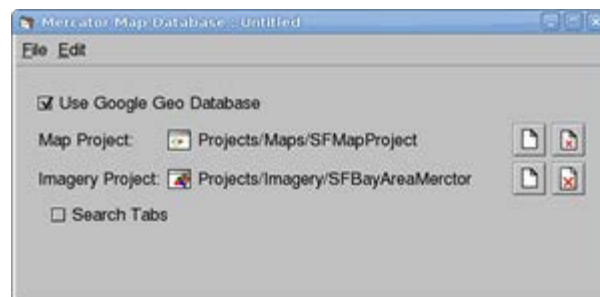 Mercator Map Database : Untitled
File Edit
Use Google Geo Database
Map Project: Projects/Maps/SFMapProject
Imagery Project: Projects/Imagery/SFBayAreaMerctor
Search Tabs